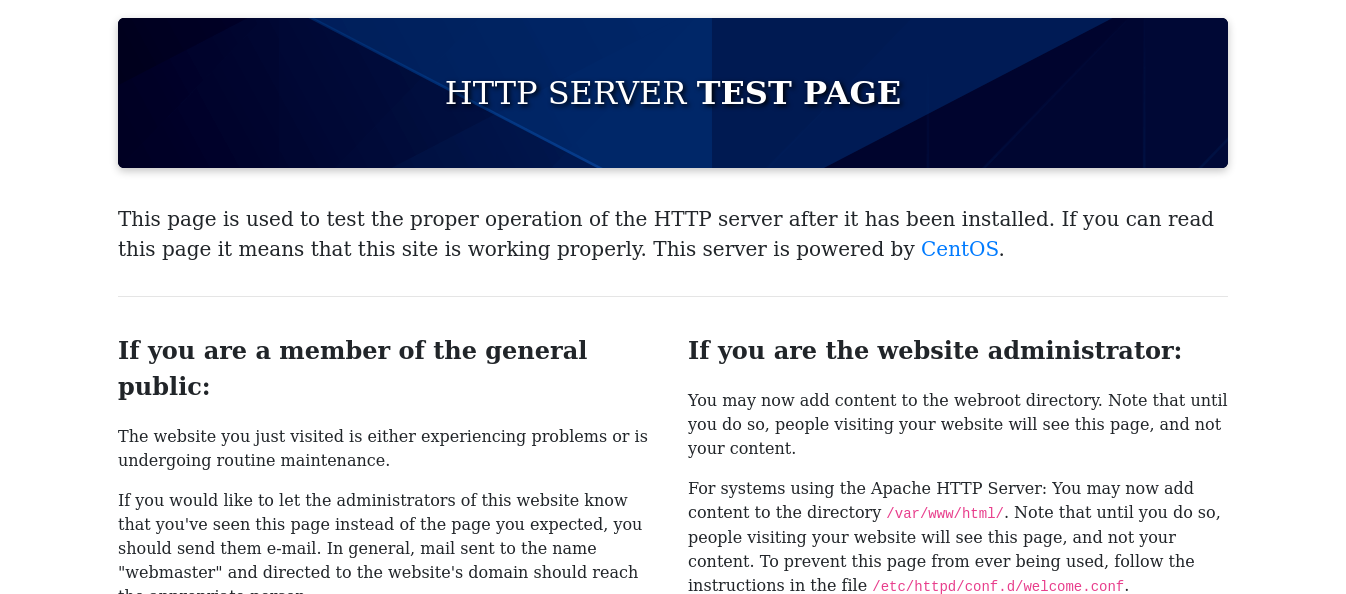 HTTP SERVER TEST PAGE
This page is used to test the proper operation of the HTTP server after it has been installed. If you can read
this page it means that this site is working properly. This server is powered by CentOS.
If you are a member of the general
public:
The website you just visited is either experiencing problems or is
undergoing routine maintenance.
If you would like to let the administrators of this website know
that you've seen this page instead of the page you expected, you
should send them e-mail. In general, mail sent to the name
"webmaster" and directed to the website's domain should reach
the appropriate person.
If you are the website administrator:
You may now add content to the webroot directory. Note that until
you do so, people visiting your website will see this page, and not
your content.
For systems using the Apache HTTP Server: You may now add
content to the directory /var/www/html/. Note that until you do so,
people visiting your website will see this page, and not your
content. To prevent this page from ever being used, follow the
instructions in the file /etc/httpd/conf.d/welcome.conf.